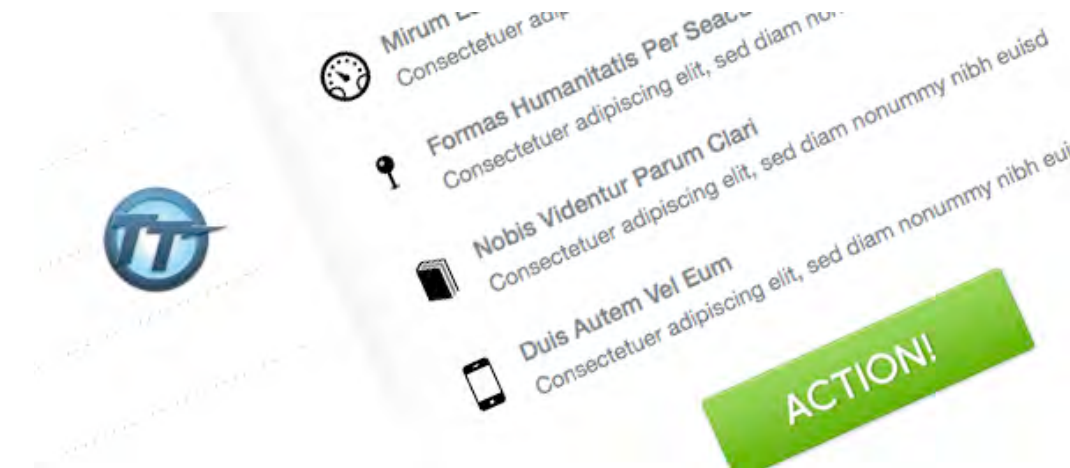 Mirum
Consectetuer
Formas Humanitatis Per
Consectetuer adipiscing elit, sed diam
Nobis Videntur Parum Clari
Consectetuer adipiscing elit, sed diam nonummy nibh euisd
Duis Autem Vel Eum
Consectetuer adipiscing elit, sed diam nonummy nibh
TT
ACTION!